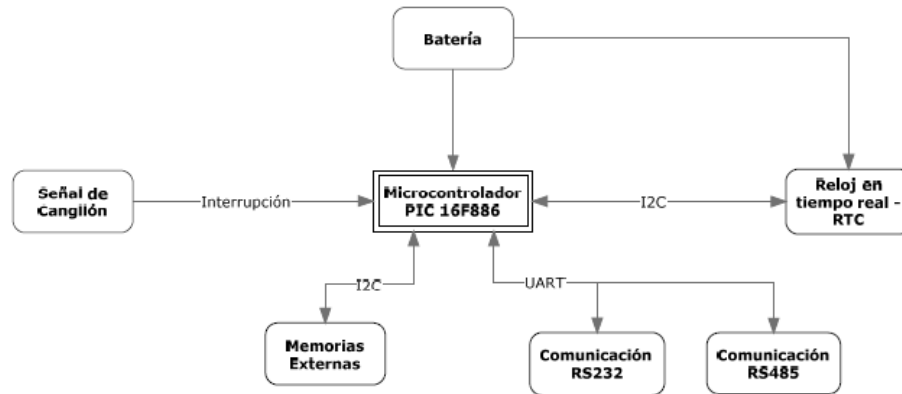 Batería
Señal de
Cangilón
Interrupción
Microcontrolador
PIC 16F886
I2C
Reloj en
tiempo real -
RTC
I2C
UART
Memorias
Externas
Comunicación
RS232
Comunicación
RS485